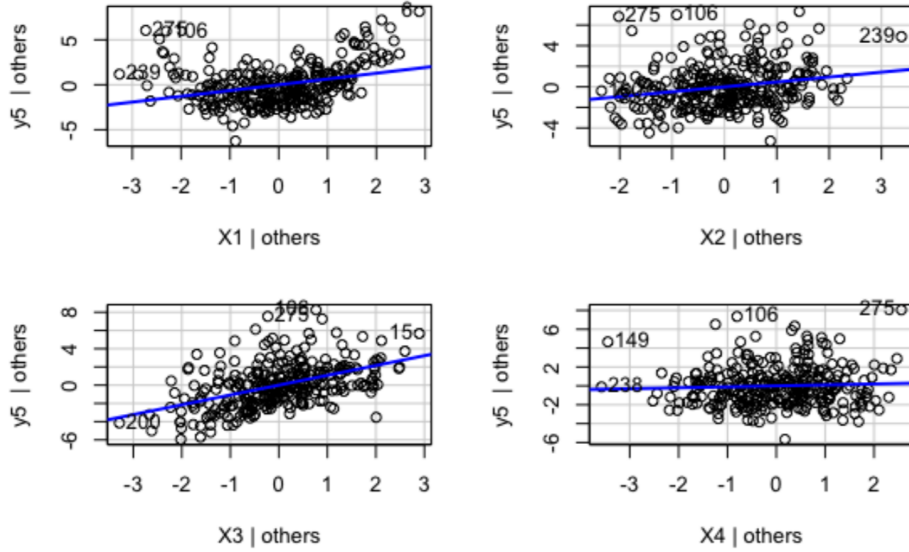 275 106 6
239
5
0
-5
y5 | others
-3 -2 -1 0 1 2 3
X1 | others
275 106
239
4
0
-4
y5 | others
-2 -1 0 1 2 3
X2 | others
275
15
200
8
4
0
-6
y5 | others
-3 -2 -1 0 1 2 3
X3 | others
106 275
149
238
6
2
-2
-6
y5 | others
-3 -2 -1 0 1 2
X4 | others